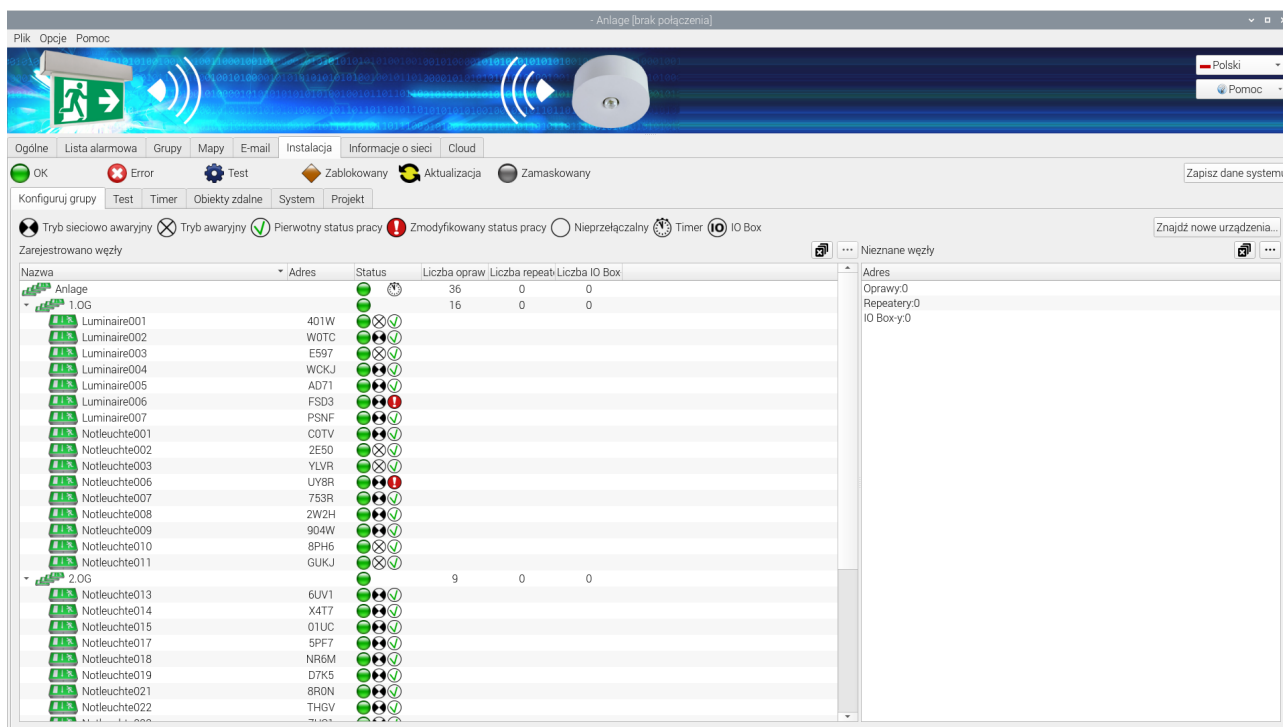 - Anlage [brak połączenia]
Plik Opcje Pomoc
Polski
Pomoc
Ogólne Lista alarmowa Grupy Mapy E-mail Instalacja Informacje o sieci Cloud
OK Error Test Zablokowany Aktualizacja Zamaskowany Zapisz dane systemu
Konfiguruj grupy Test Timer Obiekty zdalne System Projekt
Tryb sieciowo awaryjny Tryb awaryjny Pierwotny status pracy Zmodyfikowany status pracy Nieprzełączalny Timer IO IO Box Znajdź nowe urządzenia...
Zarejestrowano węzły ... Nieznane węzły ...
Nazwa Adres Status Liczba opraw Liczba repeate Liczba IO Box Adres
Anlage 36 0 0 Oprawy:0
1.OG 16 0 0 Repeatery:0
Luminaire001 401W IO Box-y:0
Luminaire002 W0TC
Luminaire003 E597
Luminaire004 WCKJ
Luminaire005 AD71
Luminaire006 FSD3
Luminaire007 PSNF
Notleuchte001 C0TV
Notleuchte002 2E50
Notleuchte003 YLVR
Notleuchte006 UY8R
Notleuchte007 753R
Notleuchte008 2W2H
Notleuchte009 904W
Notleuchte010 8PH6
Notleuchte011 GUKJ
2.OG 9 0 0
Notleuchte013 6UV1
Notleuchte014 X4T7
Notleuchte015 01UC
Notleuchte017 5PF7
Notleuchte018 NR6M
Notleuchte019 D7K5
Notleuchte021 8R0N
Notleuchte022 THGV